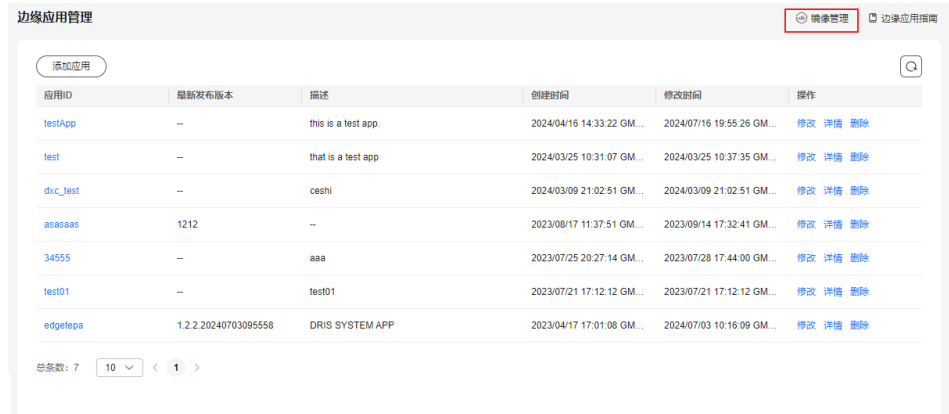 边缘应用管理 镜像管理 边缘应用指南
添加应用
应用ID 最新发布版本 描述 创建时间 修改时间 操作
testApp -- this is a test app. 2024/04/16 14:33:22 GM... 2024/07/16 19:55:26 GM... 修改 详情 删除
test -- that is a test app 2024/03/25 10:31:07 GM... 2024/03/25 10:37:35 GM... 修改 详情 删除
dxc_test -- ceshi 2024/03/09 21:02:51 GM... 2024/03/09 21:02:51 GM... 修改 详情 删除
asasaas 1212 -- 2023/08/17 11:37:51 GM... 2023/09/14 17:32:41 GM... 修改 详情 删除
34555 -- aaa 2023/07/25 20:27:14 GM... 2023/07/28 17:44:00 GM... 修改 详情 删除
test01 -- test01 2023/07/21 17:12:12 GM... 2023/07/21 17:12:12 GM... 修改 详情 删除
edgetepa 1.2.2.20240703095558 DRIS SYSTEM APP 2023/04/17 17:01:08 GM... 2024/07/03 10:16:09 GM... 修改 详情 删除
总条数: 7 10 < 1 >